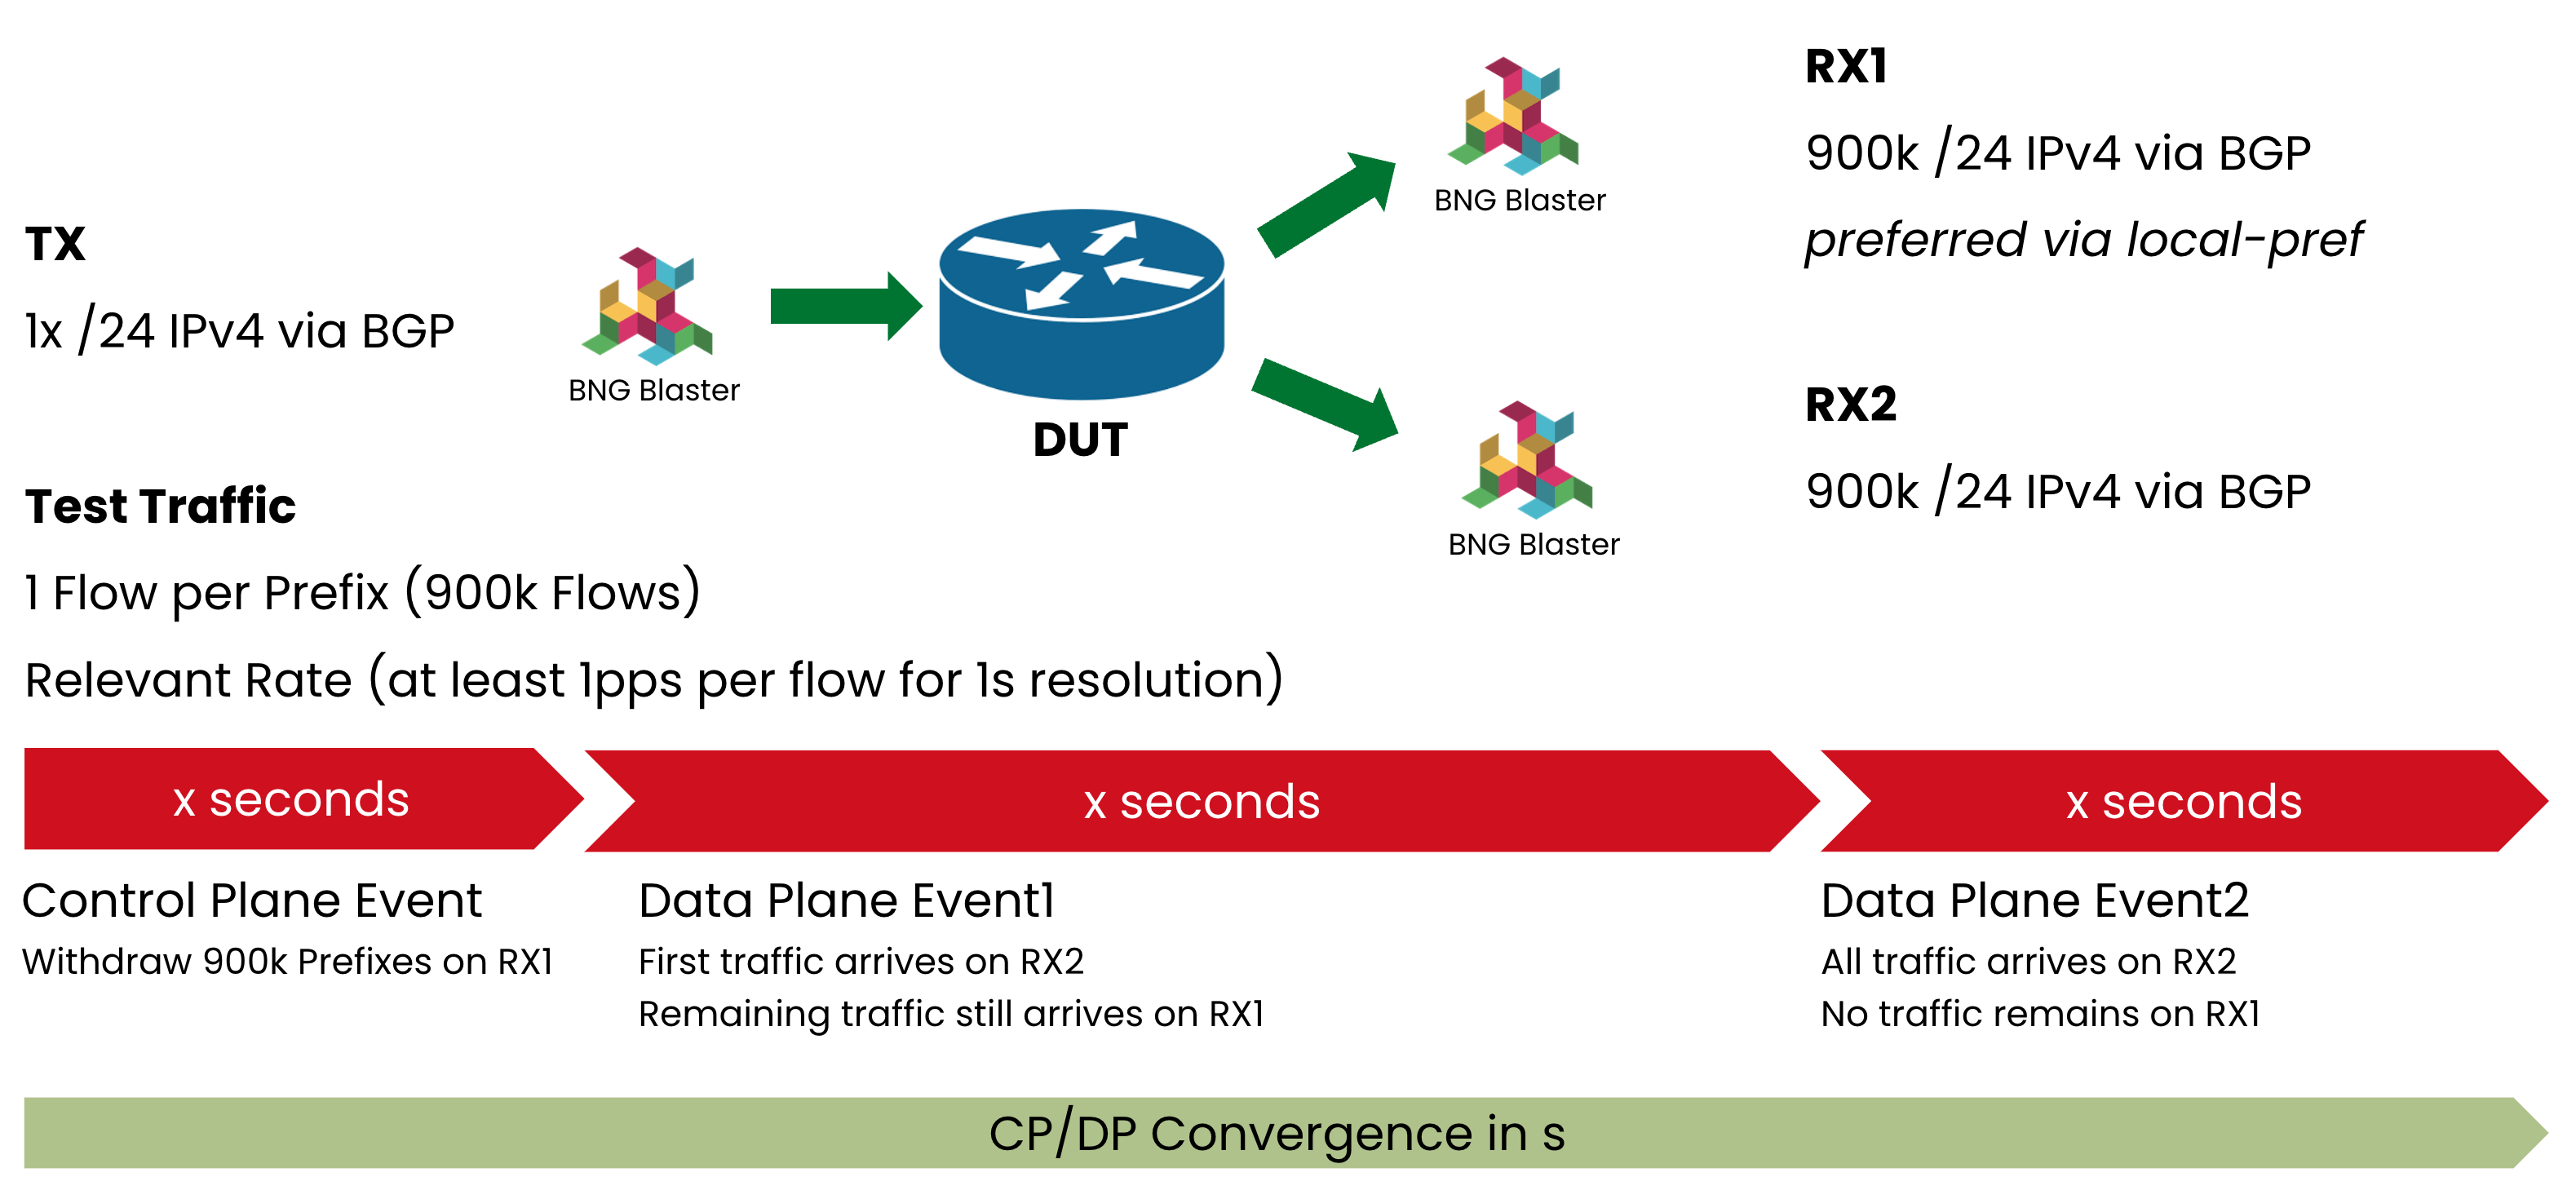 TX
1x /24 IPv4 via BGP
BNG Blaster
DUT
BNG Blaster
RX1
900k /24 IPv4 via BGP
preferred via local-pref
BNG Blaster
RX2
900k /24 IPv4 via BGP
Test Traffic
1 Flow per Prefix (900k Flows)
Relevant Rate (at least 1pps per flow for 1s resolution)
x seconds
x seconds
x seconds
Control Plane Event
Withdraw 900k Prefixes on RX1
Data Plane Event1
First traffic arrives on RX2
Remaining traffic still arrives on RX1
Data Plane Event2
All traffic arrives on RX2
No traffic remains on RX1
CP/DP Convergence in s